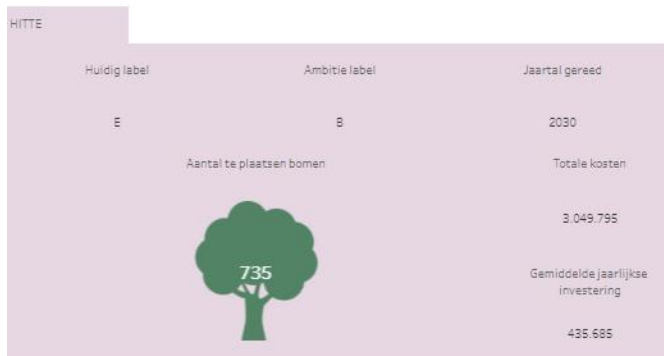 HITTE
Huidig label Ambitie label Jaartal gereed
E B 2030
Aantal te plaatsen bomen Totale kosten
3.049.795
735
Gemiddelde jaarlijkse
investering
435.685